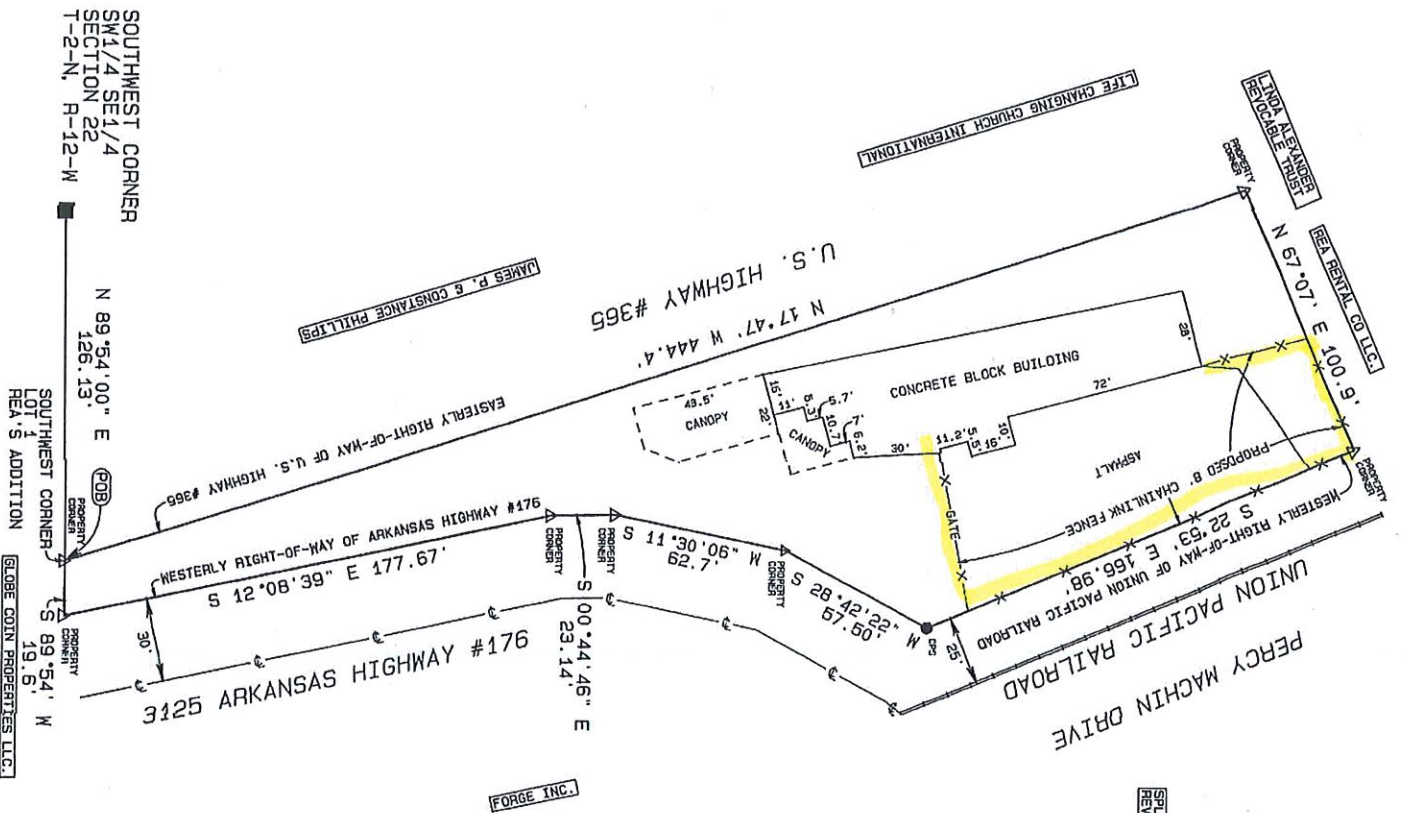 SOUTHWEST CORNER
SW1/4 SE1/4
SECTION 22
T-2-N, R-12-W
N 89°54'00" E
126.13'
SOUTHWEST CORNER
LOT 1
REA'S ADDITION
POB
PROPERTY
CORNER
PROPERTY
CORNER
S 89°54' W
19.6'
GLOBE COIN PROPERTIES LLC.
JAMES P. & CONSTANCE PHILLIPS
LIFE CHANGING CHURCH INTERNATIONAL
LINDA ALEXANDER
REVOCABLE TRUST
REA RENTAL CO LLC.
PROPERTY
CORNER
N 67°07' E 100.9'
PROPERTY
CORNER
U.S. HIGHWAY #365
N 17°47' W 444.4'
EASTERLY RIGHT-OF-WAY OF U.S. HIGHWAY #365
CONCRETE BLOCK BUILDING
28'
72'
10'
16'
5.5'
11.2'
30'
6.2'
7'
10.7'
5.7'
5.3'
11'
15'
22'
49.5'
CANOPY
CANOPY
ASPHALT
PROPOSED 8' CHAINLINK FENCE
GATE
S 22°53' E 166.98'
WESTERLY RIGHT-OF-WAY OF UNION PACIFIC RAILROAD
UNION PACIFIC RAILROAD
PERCY MACHIN DRIVE
25'
CPS
S 28°42'22" W
57.50'
PROPERTY
CORNER
S 11°30'06" W
62.7'
PROPERTY
CORNER
S 00°44'46" E
23.14'
PROPERTY
CORNER
WESTERLY RIGHT-OF-WAY OF ARKANSAS HIGHWAY #176
S 12°08'39" E 177.67'
30'
3125 ARKANSAS HIGHWAY #176
FORGE INC.
SPL
REV